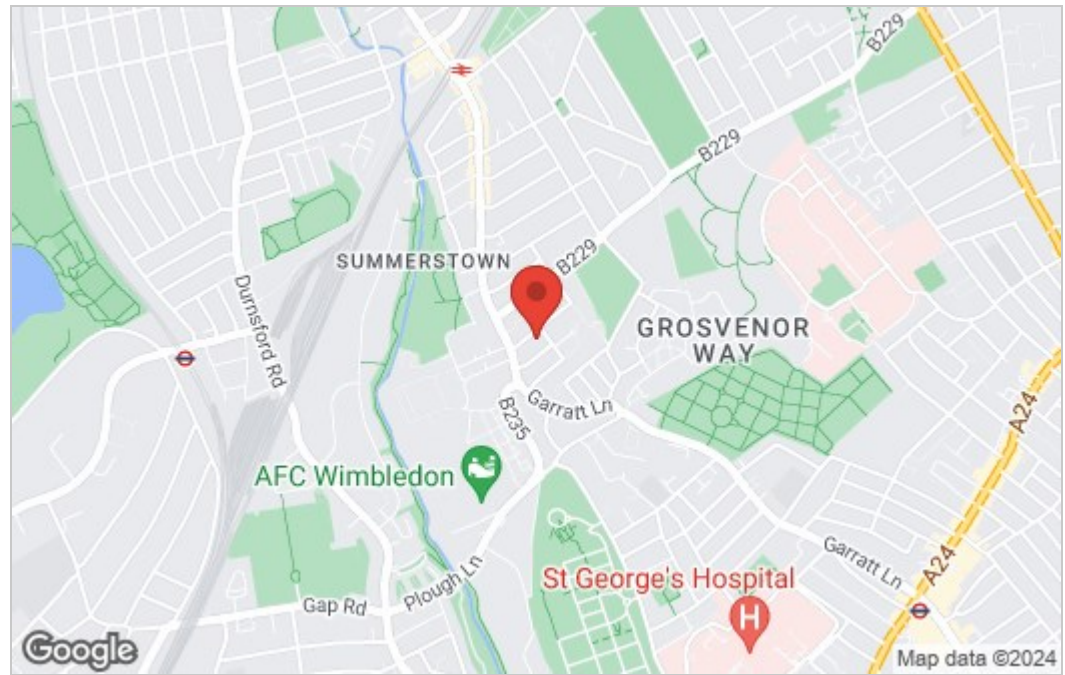 B229
B229
SUMMERSTOWN
B229
Durnsford Rd
GROSVENOR
WAY
A24
Garratt Ln
B235
AFC Wimbledon
Garratt Ln
A24
St George's Hospital
H
Plough Ln
Gap Rd
Google
Map data ©2024